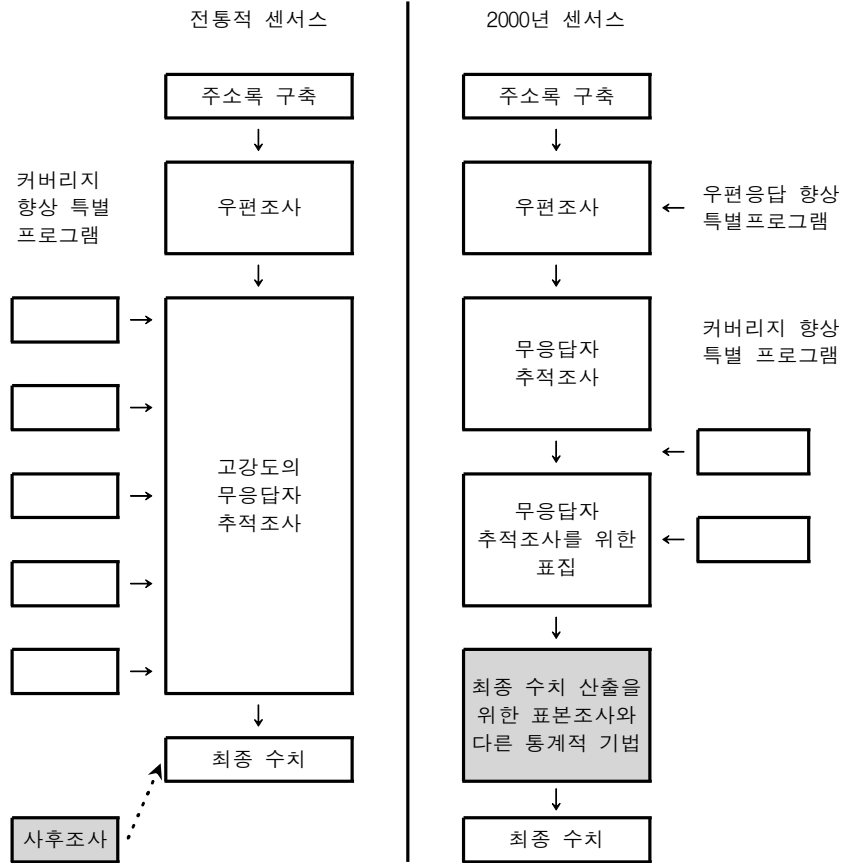 전통적 센서스
주소록 구축
커버리지
향상 특별
프로그램
우편조사
고강도의
무응답자
추적조사
최종 수치
사후조사
2000년 센서스
주소록 구축
우편조사
우편응답 향상
특별프로그램
무응답자
추적조사
커버리지 향상
특별 프로그램
무응답자
추적조사를 위한
표집
최종 수치 산출을
위한 표본조사와
다른 통계적 기법
최종 수치